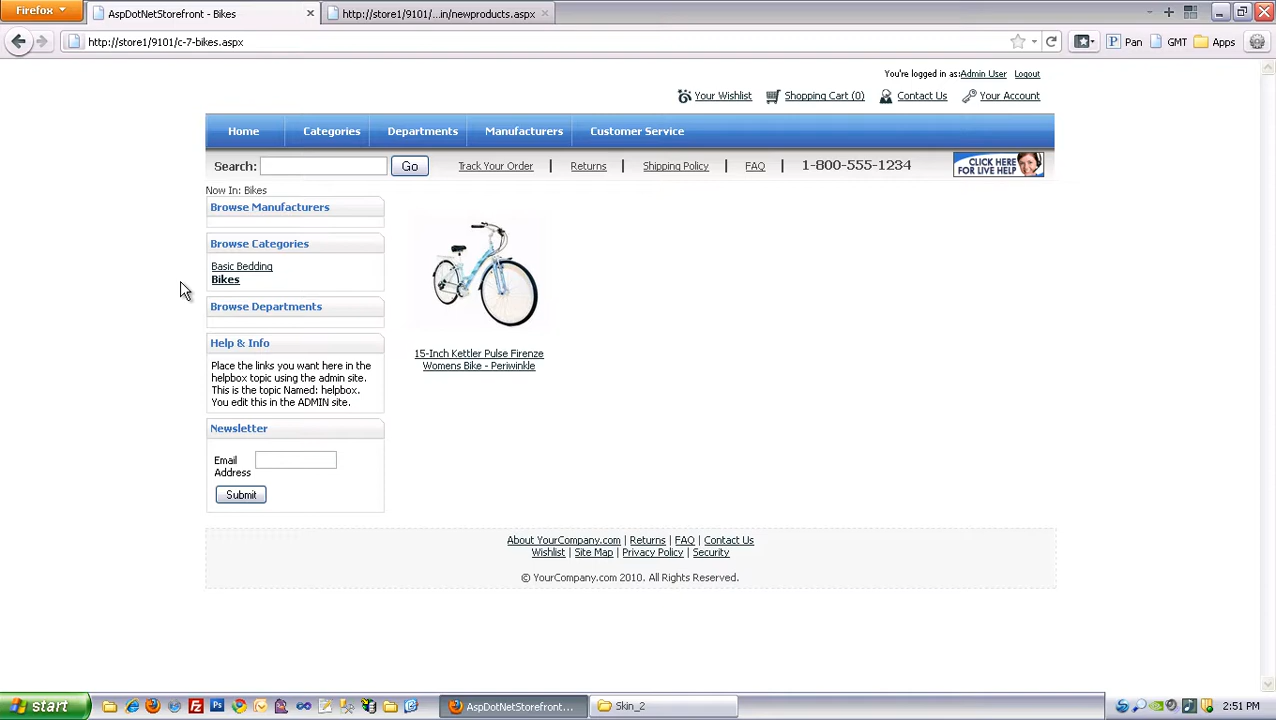 Firefox
AspDotNetStorefront - Bikes
http://store1/9101/...in/newproducts.aspx
http://store1/9101/c-7-bikes.aspx
Pan
GMT
Apps
You're logged in as:Admin User Logout
Your Wishlist
Shopping Cart (0)
Contact Us
Your Account
Home
Categories
Departments
Manufacturers
Customer Service
Search:
Go
Track Your Order | Returns | Shipping Policy | FAQ | 1-800-555-1234
CLICK HERE
FOR LIVE HELP
Now In: Bikes
Browse Manufacturers
Browse Categories
Basic Bedding
Bikes
Browse Departments
Help & Info
Place the links you want here in the
helpbox topic using the admin site.
This is the topic Named: helpbox.
You edit this in the ADMIN site.
Newsletter
Email
Address
Submit
15-Inch Kettler Pulse Firenze
Womens Bike - Periwinkle
About YourCompany.com | Returns | FAQ | Contact Us
Wishlist | Site Map | Privacy Policy | Security
© YourCompany.com 2010. All Rights Reserved.
start
AspDotNetStorefront...
Skin_2
2:51 PM